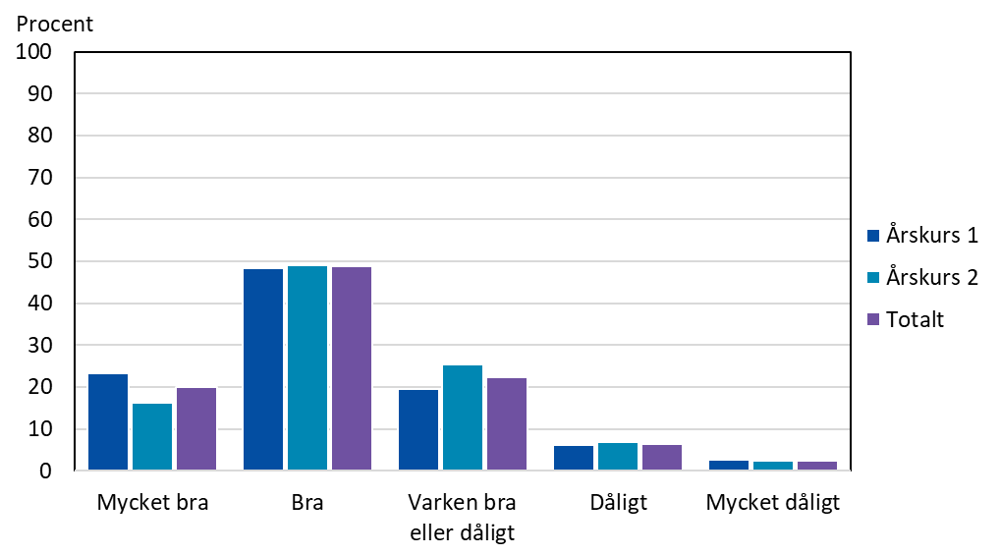 Procent
100
90
80
70
60
50
40
30
20
10
0
Mycket bra
Bra
Varken bra
eller dåligt
Dåligt
Mycket dåligt
Årskurs 1
Årskurs 2
Totalt